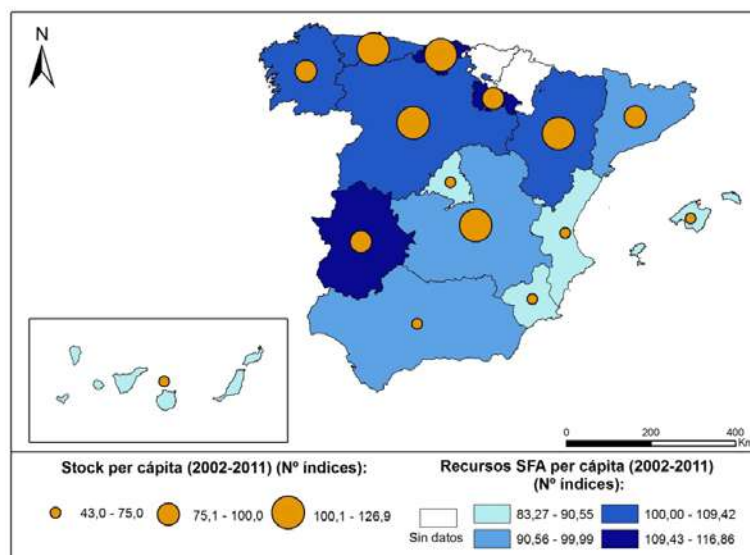 N
0 200 400
Km
Stock per cápita (2002-2011) (Nº índices):
43,0 - 75,0 75,1 - 100,0 100,1 - 126,9
Recursos SFA per cápita (2002-2011)
(Nº índices):
Sin datos
83,27 - 90,55 100,00 - 109,42
90,56 - 99,99 109,43 - 116,86